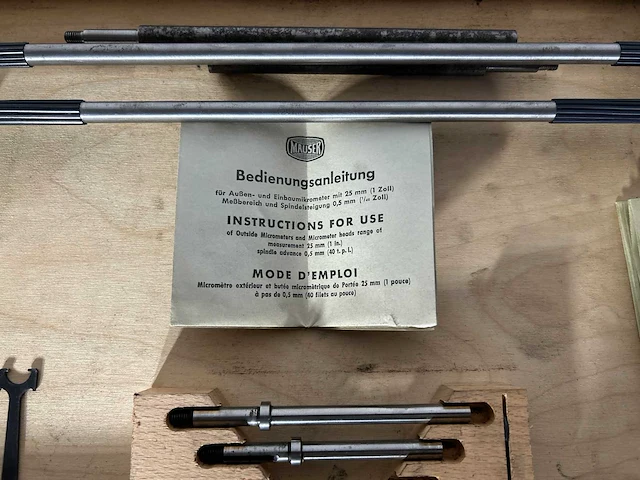 MAUSER
Bedienungsanleitung
für Außen- und Einbaumikrometer mit 25 mm (1 Zoll)
Meßbereich und Spindelsteigung 0,5 mm (¹/₄₀ Zoll)
INSTRUCTIONS FOR USE
of Outside Micrometers and Micrometer heads range of
measurement 25 mm (1 in.)
spindle advance 0,5 mm (40 t. p. i.)
MODE D'EMPLOI
Micromètre extérieur et butée micrométrique de Portée 25 mm (1 pouce)
à pas de 0,5 mm (40 filets au pouce)